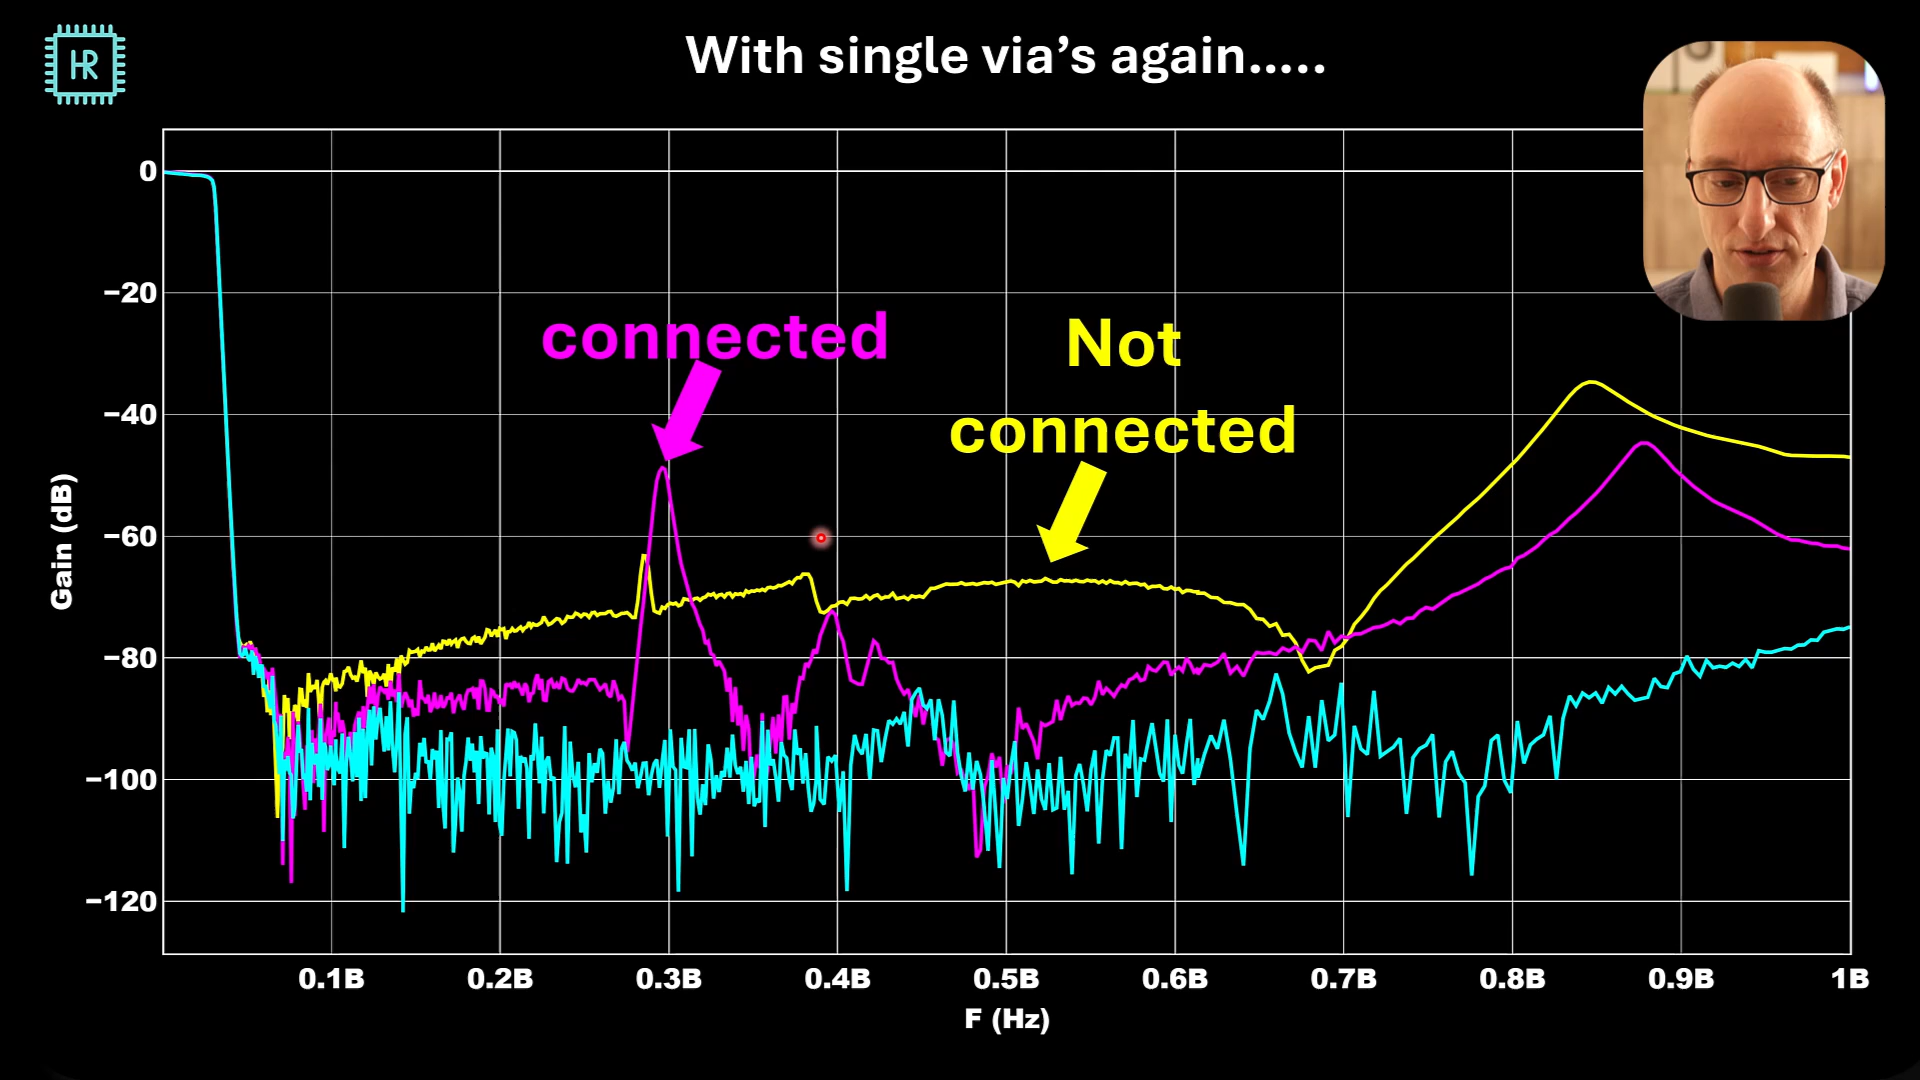 HR
With single via's again.....
connected
Not
connected
Gain (dB)
0
−20
−40
−60
−80
−100
−120
0.1B 0.2B 0.3B 0.4B 0.5B 0.6B 0.7B 0.8B 0.9B 1B
F (Hz)